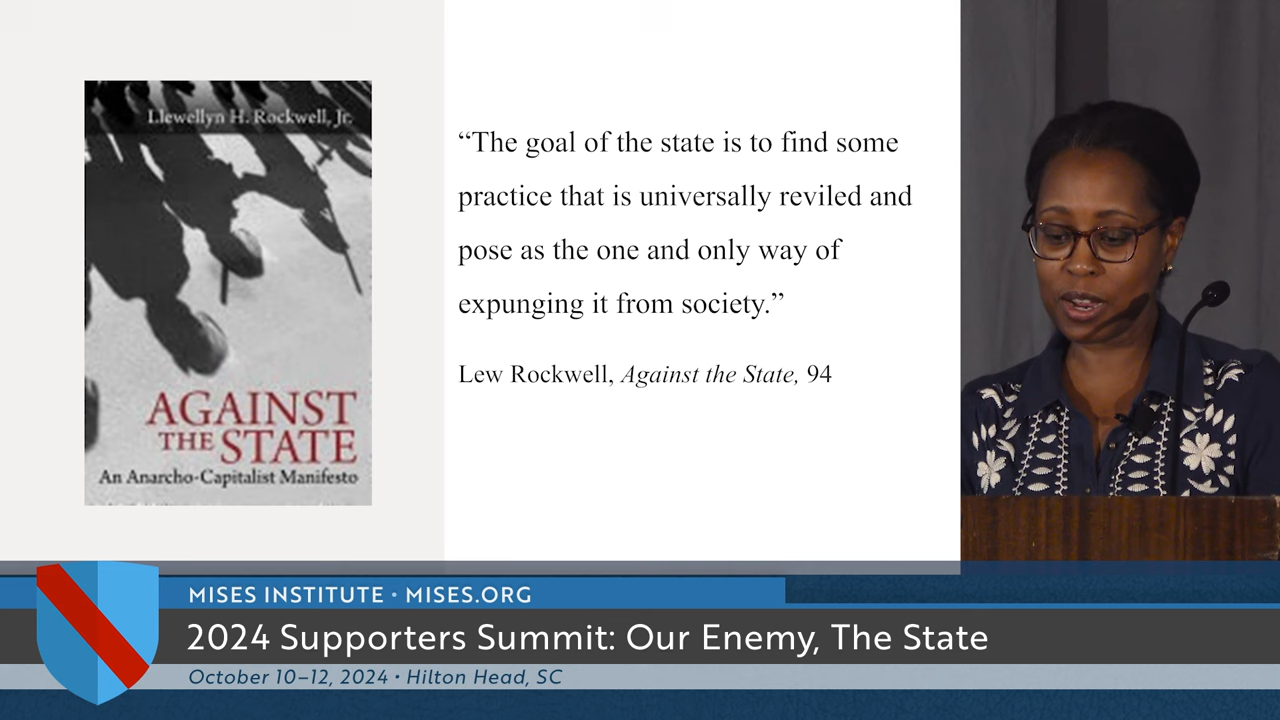 Llewellyn H. Rockwell, Jr.
AGAINST
THE STATE
An Anarcho-Capitalist Manifesto
“The goal of the state is to find some
practice that is universally reviled and
pose as the one and only way of
expunging it from society.”
Lew Rockwell, Against the State, 94
MISES INSTITUTE • MISES.ORG
2024 Supporters Summit: Our Enemy, The State
October 10–12, 2024 • Hilton Head, SC